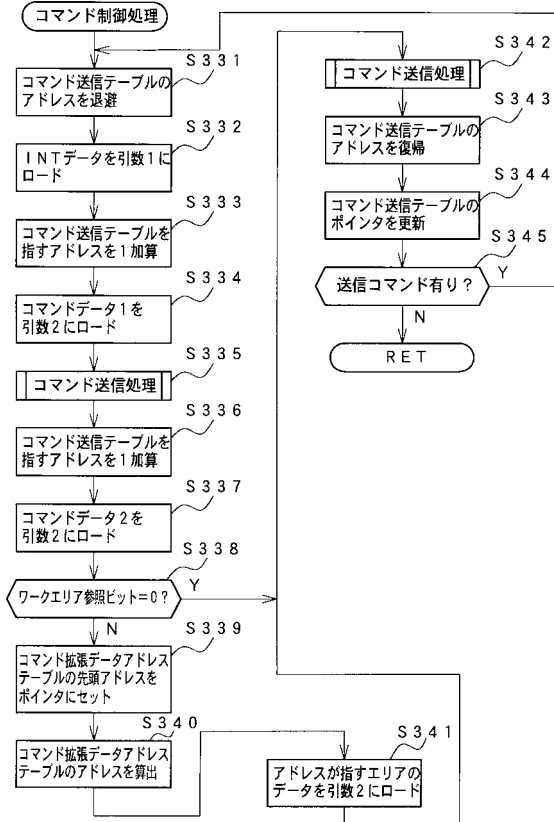 コマンド制御処理
S331
コマンド送信テーブルの
アドレスを退避
S332
INTデータを引数1に
ロード
S333
コマンド送信テーブルを
指すアドレスを1加算
S334
コマンドデータ1を
引数2にロード
S335
コマンド送信処理
S336
コマンド送信テーブルを
指すアドレスを1加算
S337
コマンドデータ2を
引数2にロード
S338
ワークエリア参照ビット=0?
Y
N
S339
コマンド拡張データアドレス
テーブルの先頭アドレスを
ポインタにセット
S340
コマンド拡張データアドレス
テーブルのアドレスを算出
S341
アドレスが指すエリアの
データを引数2にロード
S342
コマンド送信処理
S343
コマンド送信テーブルの
アドレスを復帰
S344
コマンド送信テーブルの
ポインタを更新
S345
送信コマンド有り?
Y
N
RET